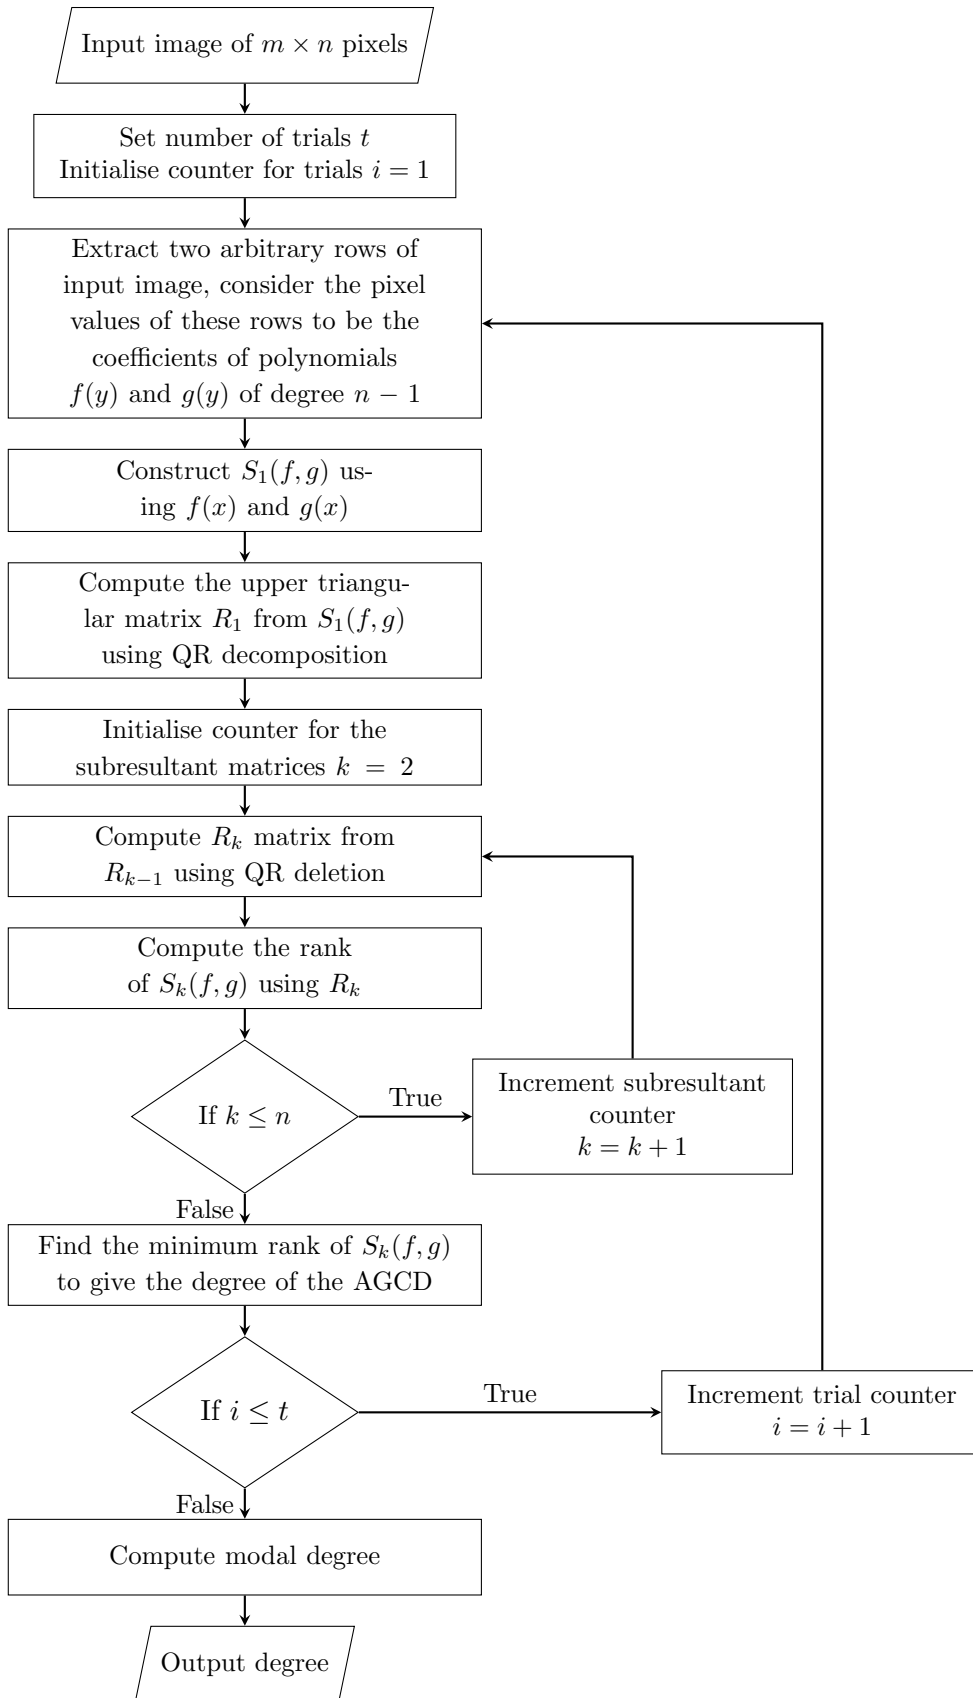 Input image of m × n pixels
Set number of trials t
Initialise counter for trials i = 1
Extract two arbitrary rows of
input image, consider the pixel
values of these rows to be the
coefficients of polynomials
f(y) and g(y) of degree n − 1
Construct S₁(f, g) us-
ing f(x) and g(x)
Compute the upper triangu-
lar matrix R₁ from S₁(f, g)
using QR decomposition
Initialise counter for the
subresultant matrices k = 2
Compute Rₖ matrix from
Rₖ₋₁ using QR deletion
Compute the rank
of Sₖ(f, g) using Rₖ
If k ≤ n
True
Increment subresultant
counter
k = k + 1
False
Find the minimum rank of Sₖ(f, g)
to give the degree of the AGCD
If i ≤ t
True
Increment trial counter
i = i + 1
False
Compute modal degree
Output degree